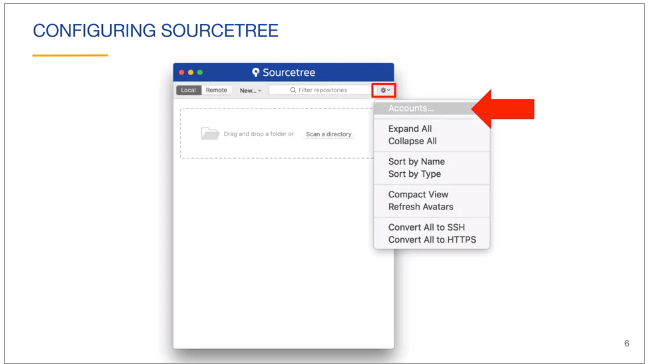 CONFIGURING SOURCETREE
Sourcetree
Local Remote New... Filter repositories
Accounts...
Drag and drop a folder or Scan a directory
Expand All
Collapse All
Sort by Name
Sort by Type
Compact View
Refresh Avatars
Convert All to SSH
Convert All to HTTPS
6